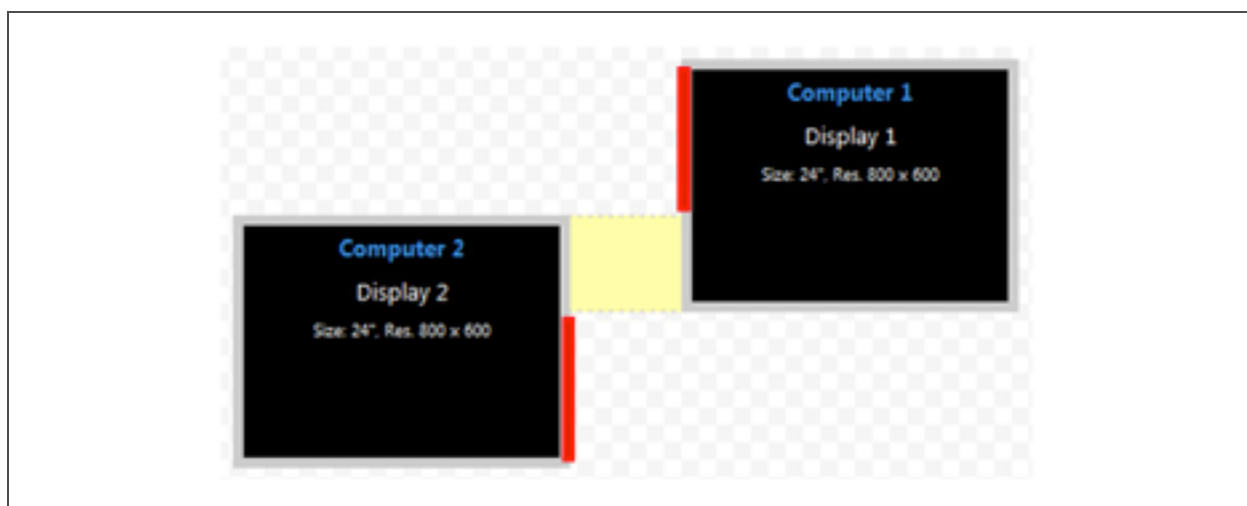 Computer 1
Display 1
Size: 24", Res. 800 x 600
Computer 2
Display 2
Size: 24", Res. 800 x 600